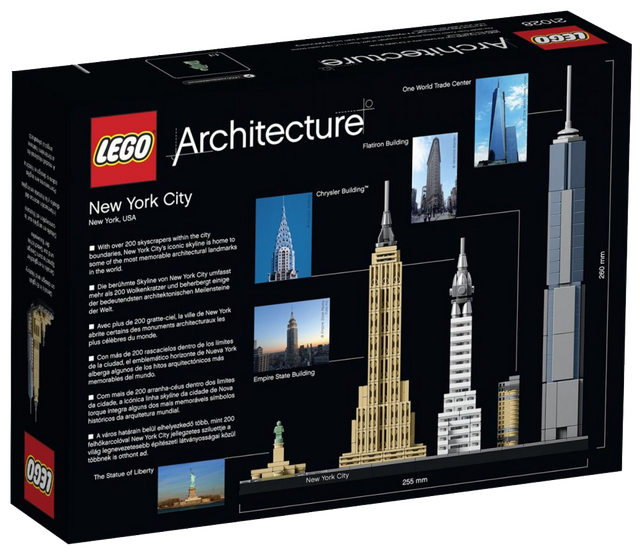 21028
Architecture
LEGO
One World Trade Center
LEGO
Architecture
Flatiron Building
New York City
New York, USA
Chrysler Building™
■ With over 200 skyscrapers within the city
boundaries, New York City's iconic skyline is home to
some of the most memorable architectural landmarks
in the world.
■ Die berühmte Skyline von New York City umfasst
mehr als 200 Wolkenkratzer und beherbergt einige
der bedeutendsten architektonischen Meilensteine
der Welt.
■ Avec plus de 200 gratte-ciel, la ville de New York
abrite certains des monuments architecturaux les
plus célèbres du monde.
■ Con más de 200 rascacielos dentro de los límites
de la ciudad, el emblemático horizonte de Nueva York
alberga algunos de los hitos arquitectónicos más
memorables del mundo.
■ Com mais de 200 arranha-céus dentro dos limites
da cidade, a icónica linha skyline da cidade de Nova
Iorque integra alguns dos mais memoráveis símbolos
históricos da arquitetura mundial.
■ A város határain belül elhelyezkedő több, mint 200
felhőkarcolóval New York City jellegzetes sziluettje a
világ legnevezetesebb építészeti látványosságai közül
többnek is otthont ad.
Empire State Building
260 mm
The Statue of Liberty
New York City
255 mm
LEGO